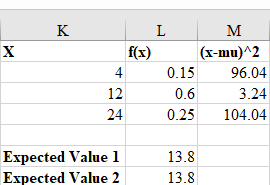 K L M
X f(x) (x-mu)^2
4 0.15 96.04
12 0.6 3.24
24 0.25 104.04
Expected Value 1 13.8
Expected Value 2 13.8